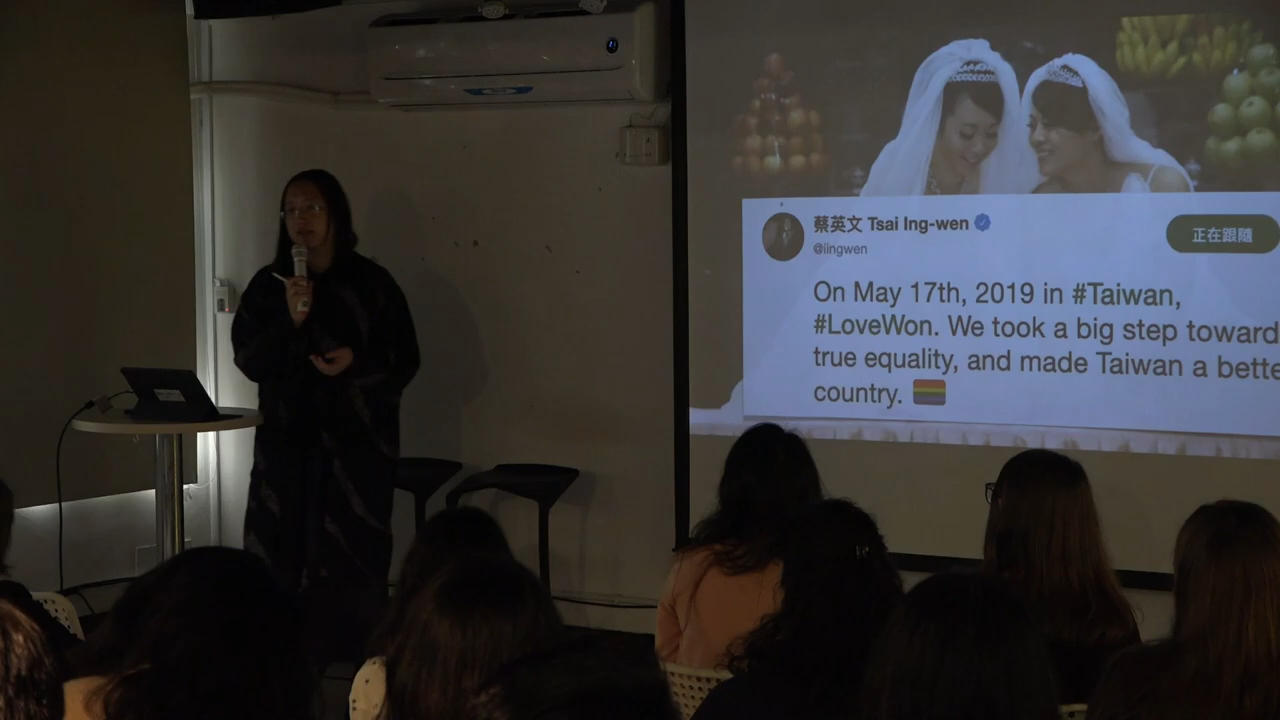 蔡英文 Tsai Ing-wen
@iingwen
正在跟隨
On May 17th, 2019 in #Taiwan,
#LoveWon. We took a big step toward
true equality, and made Taiwan a bette
country.